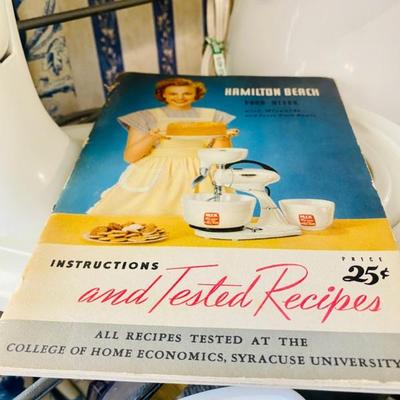 HAMILTON BEACH
FOOD MIXER
INSTRUCTIONS
PRICE
25¢
and Tested Recipes
ALL RECIPES TESTED AT THE
COLLEGE OF HOME ECONOMICS, SYRACUSE UNIVERSITY